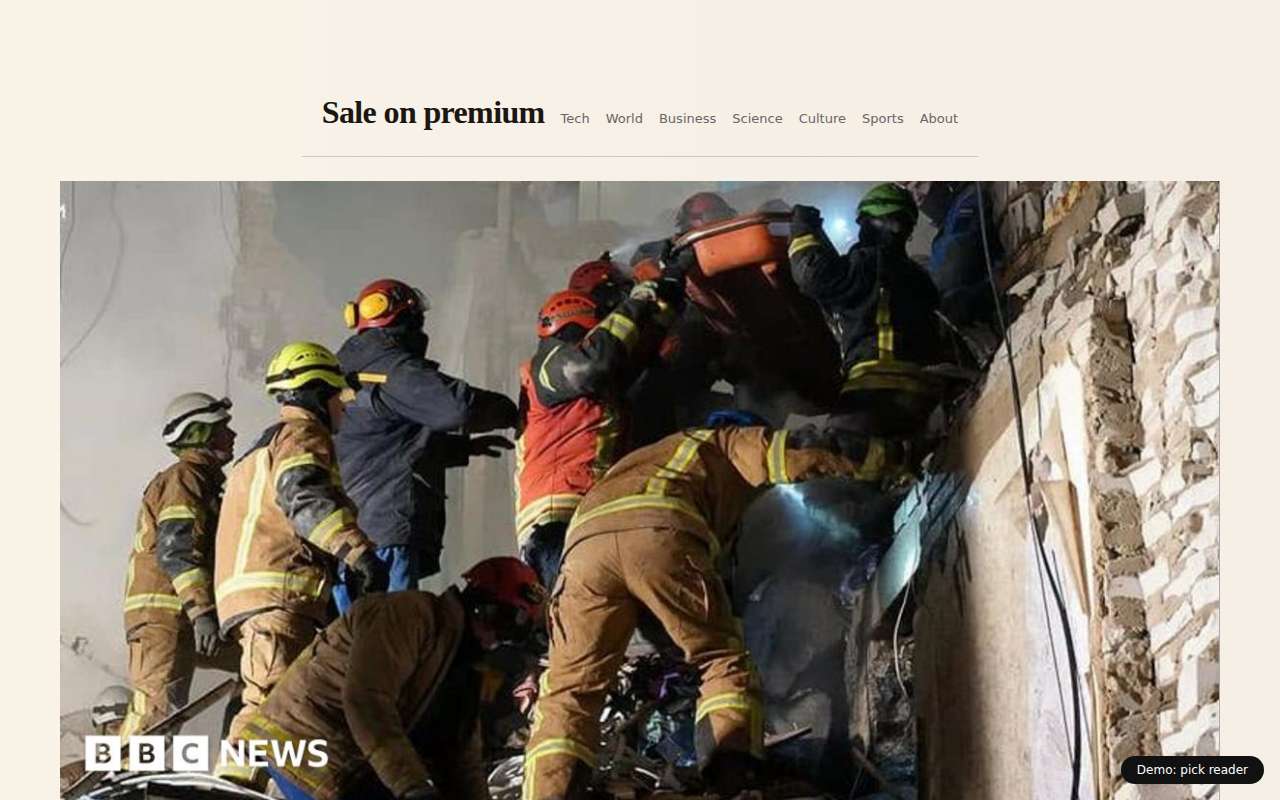 Sale on premium
Tech World Business Science Culture Sports About
BBC NEWS
Demo: pick reader